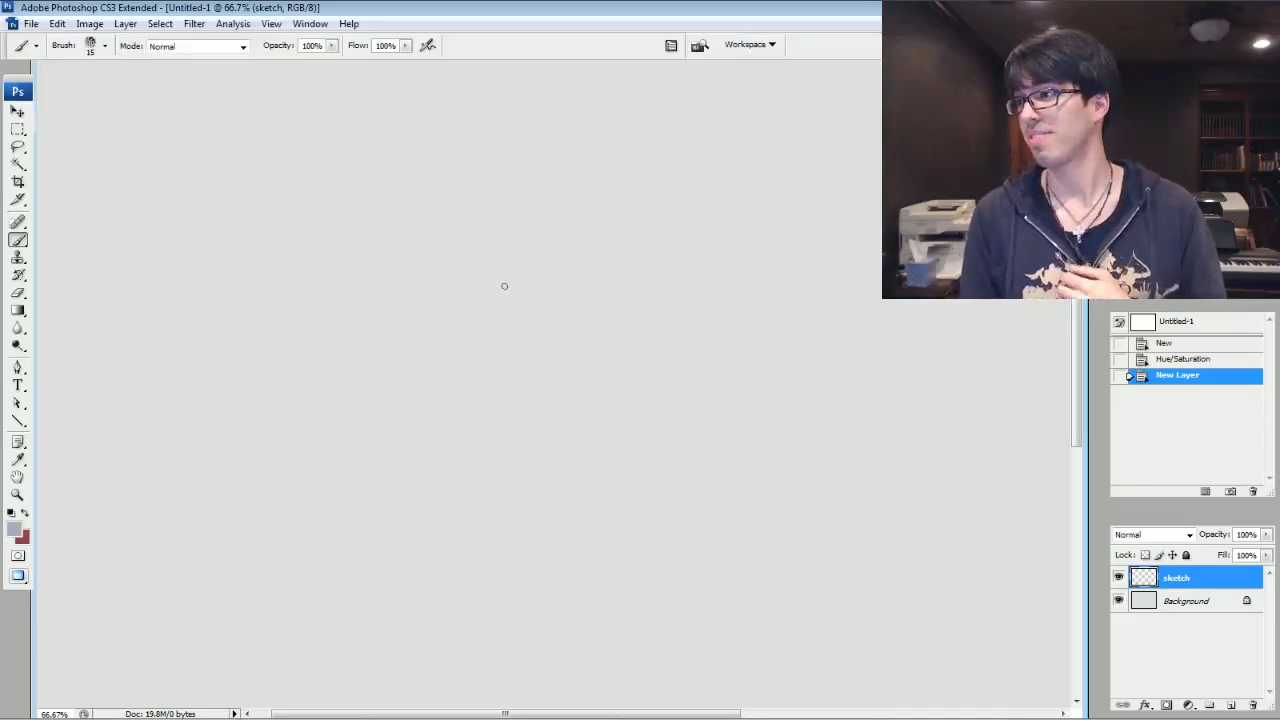 Adobe Photoshop CS3 Extended - [Untitled-1 @ 66.7% (sketch, RGB/8)]
File Edit Image Layer Select Filter Analysis View Window Help
Brush: 15 Mode: Normal Opacity: 100% Flow: 100% Workspace
Ps
T
Untitled-1
New
Hue/Saturation
New Layer
Normal Opacity: 100%
Lock: Fill: 100%
sketch
Background
66.67% Doc: 19.8M/0 bytes